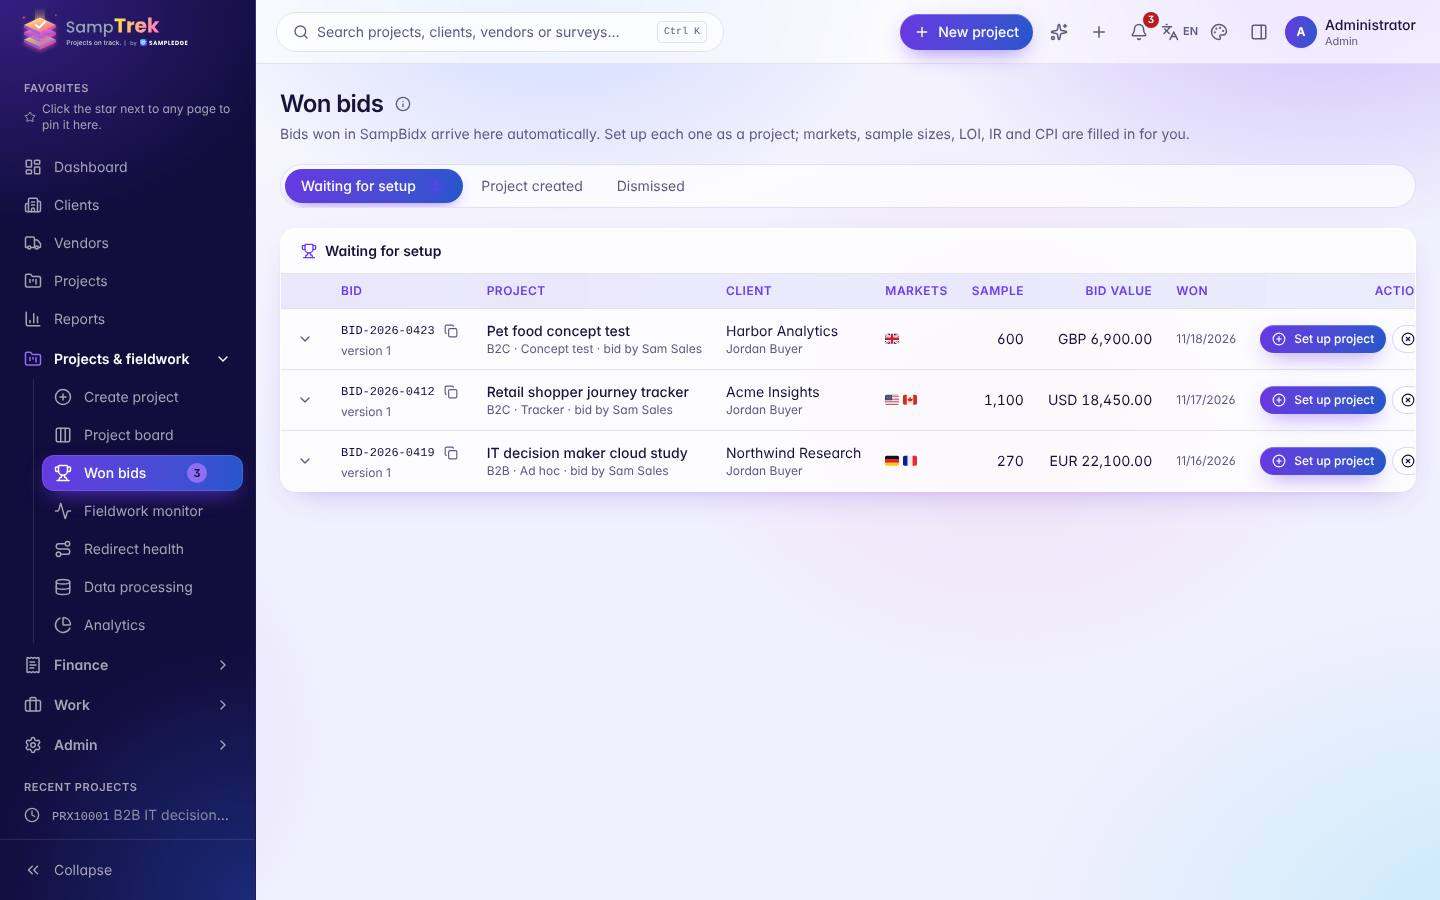 SampTrek
Projects on track. | by SAMPLEDGE
Search projects, clients, vendors or surveys...
Ctrl K
New project
3
EN
A
Administrator
Admin
FAVORITES
Click the star next to any page to
pin it here.
Dashboard
Clients
Vendors
Projects
Reports
Projects & fieldwork
Create project
Project board
Won bids
3
Fieldwork monitor
Redirect health
Data processing
Analytics
Finance
Work
Admin
RECENT PROJECTS
PRX10001 B2B IT decision...
Collapse
Won bids
Bids won in SampBidx arrive here automatically. Set up each one as a project; markets, sample sizes, LOI, IR and CPI are filled in for you.
Waiting for setup
Project created
Dismissed
Waiting for setup
BID PROJECT CLIENT MARKETS SAMPLE BID VALUE WON ACTIO
BID-2026-0423 Pet food concept test Harbor Analytics 600 GBP 6,900.00 11/18/2026 Set up project
version 1 B2C · Concept test · bid by Sam Sales Jordan Buyer
BID-2026-0412 Retail shopper journey tracker Acme Insights 1,100 USD 18,450.00 11/17/2026 Set up project
version 1 B2C · Tracker · bid by Sam Sales Jordan Buyer
BID-2026-0419 IT decision maker cloud study Northwind Research 270 EUR 22,100.00 11/16/2026 Set up project
version 1 B2B · Ad hoc · bid by Sam Sales Jordan Buyer